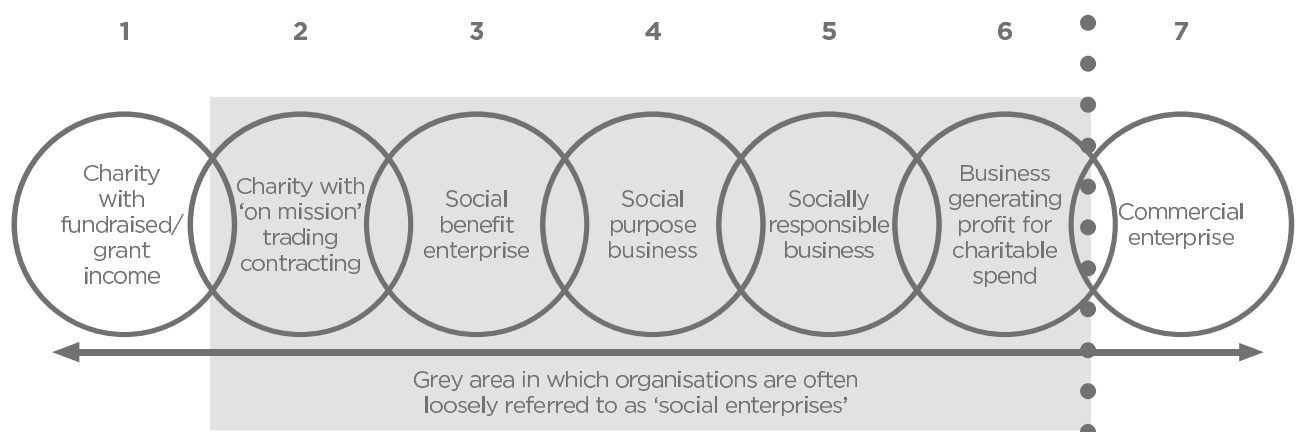 1 2 3 4 5 6 7
Charity
with
fundraised/
grant
income
Charity with
‘on mission’
trading
contracting
Social
benefit
enterprise
Social
purpose
business
Socially
responsible
business
Business
generating
profit for
charitable
spend
Commercial
enterprise
Grey area in which organisations are often
loosely referred to as ‘social enterprises’